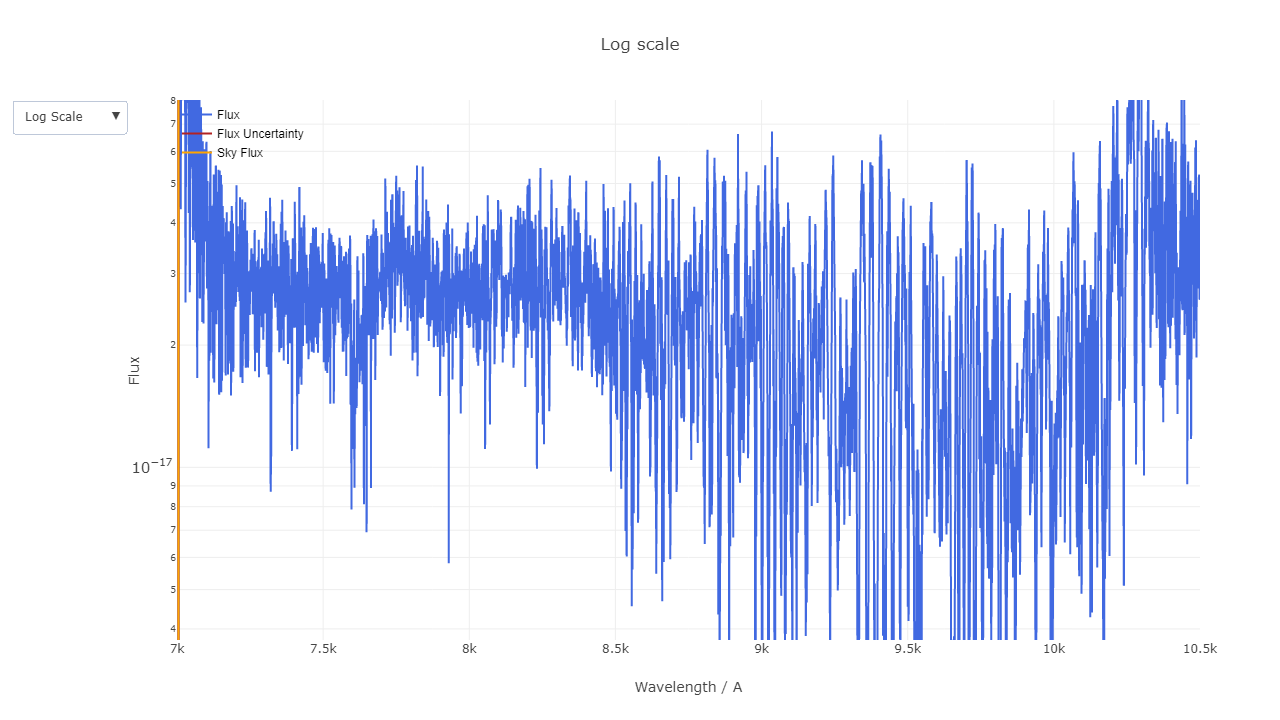 Log scale
Log Scale ▼
Flux
Flux Uncertainty
Sky Flux
8
7
6
5
4
3
2
10−17
9
8
7
6
5
4
Flux
7k 7.5k 8k 8.5k 9k 9.5k 10k 10.5k
Wavelength / A